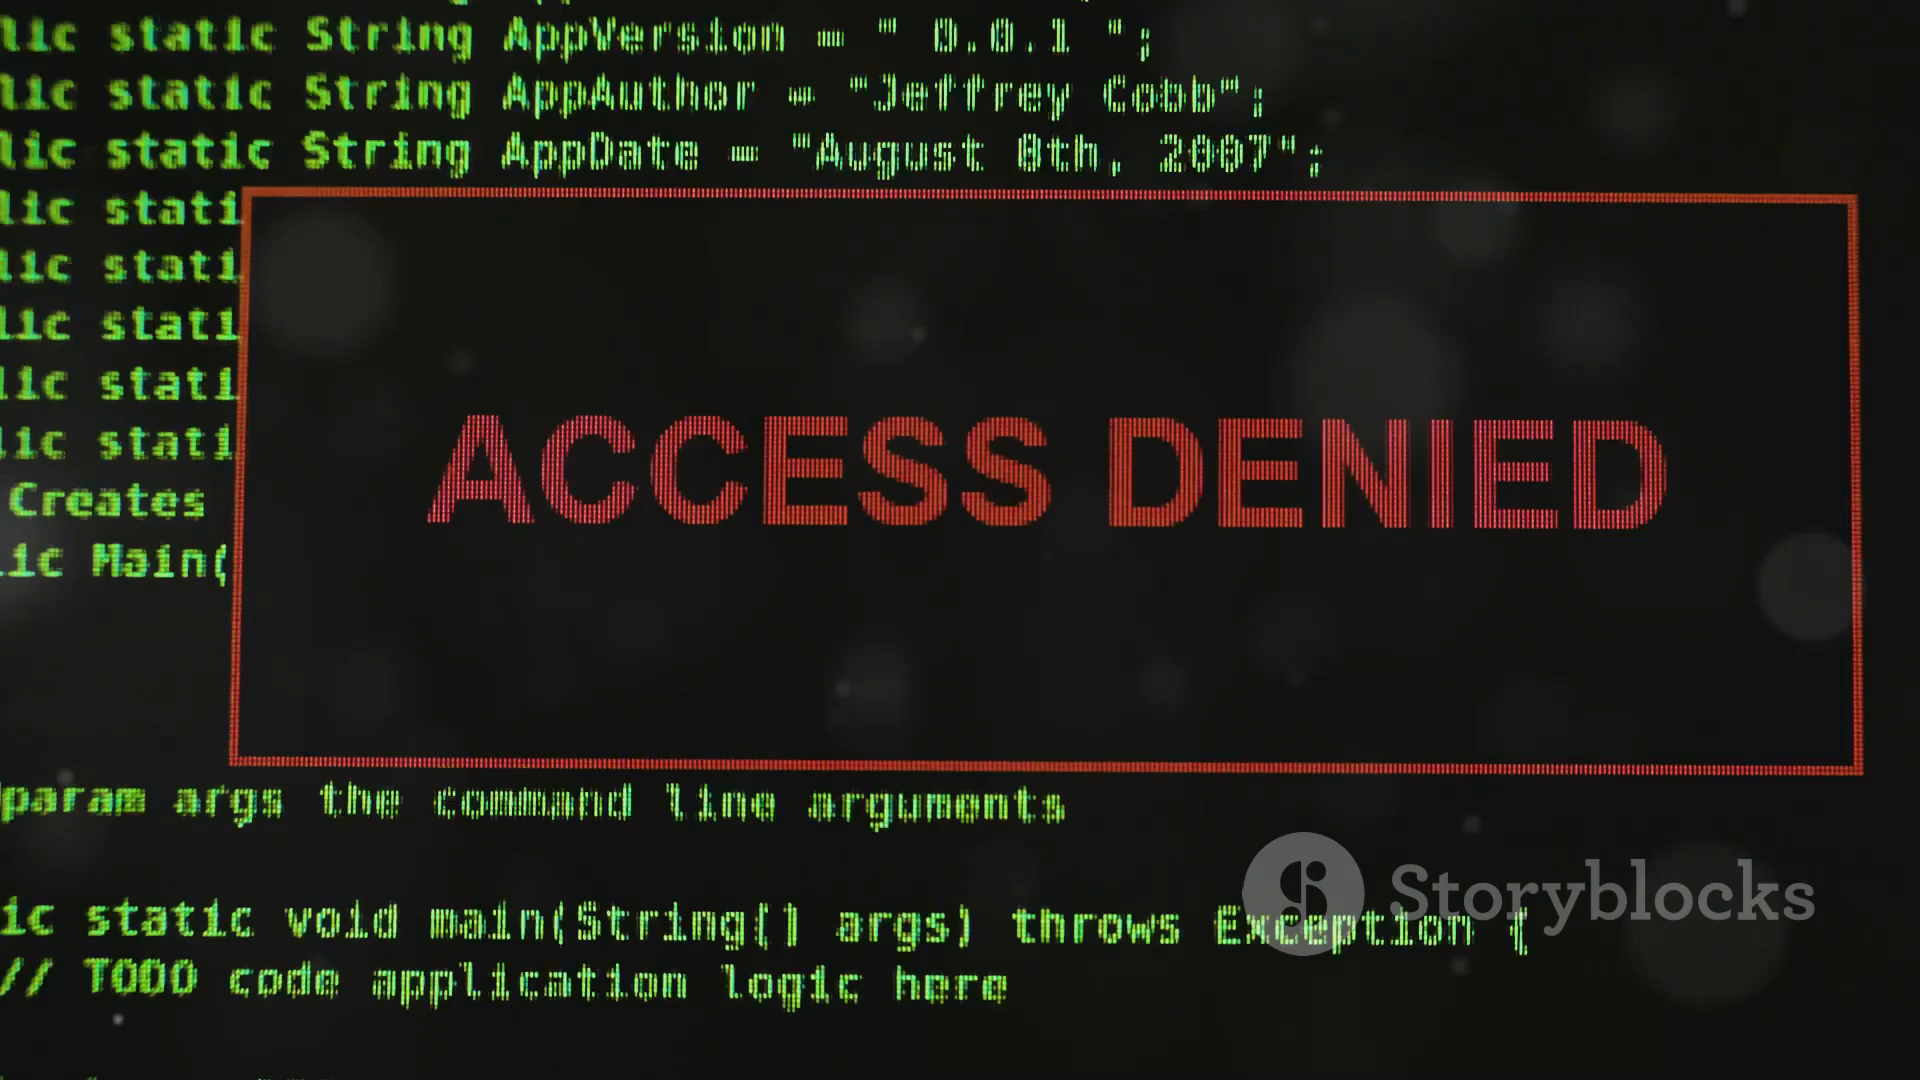 lic static String AppVersion = " 0.0.1 ";
lic static String AppAuthor = "Jeffrey Cobb";
lic static String AppDate = "August 8th, 2007";
lic stati
lic stati
lic stati
lic stati
lic stati
Creates
lic Main(
ACCESS DENIED
@param args the command line arguments
ic static void main(String[] args) throws Exception {
// TODO code application logic here
Storyblocks